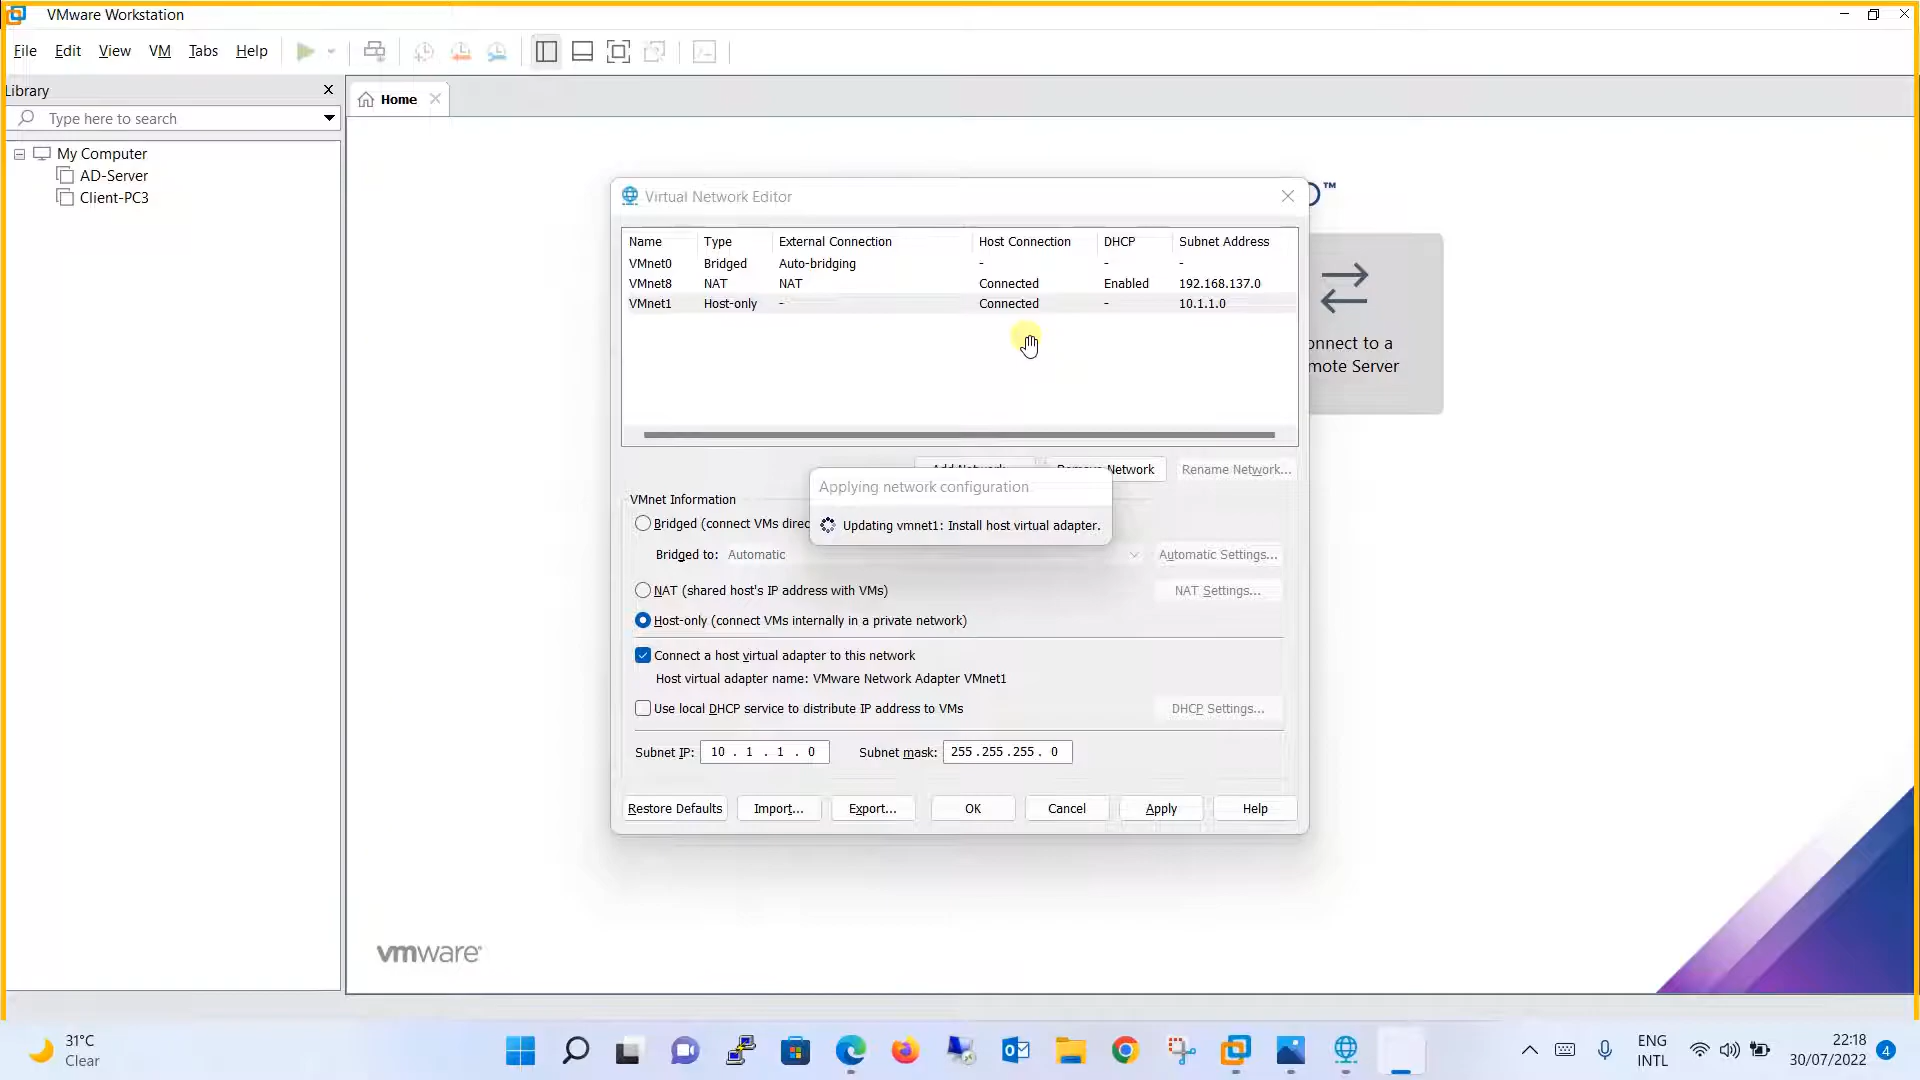 VMware Workstation
File Edit View VM Tabs Help
Library
Type here to search
My Computer
AD-Server
Client-PC3
Home
™
Connect to a
Remote Server
Virtual Network Editor
Name Type External Connection Host Connection DHCP Subnet Address
VMnet0 Bridged Auto-bridging - - -
VMnet8 NAT NAT Connected Enabled 192.168.137.0
VMnet1 Host-only - Connected - 10.1.1.0
Add Network... Remove Network Rename Network...
Applying network configuration
Updating vmnet1: Install host virtual adapter.
VMnet Information
Bridged (connect VMs direc
Bridged to: Automatic Automatic Settings...
NAT (shared host's IP address with VMs) NAT Settings...
Host-only (connect VMs internally in a private network)
Connect a host virtual adapter to this network
Host virtual adapter name: VMware Network Adapter VMnet1
Use local DHCP service to distribute IP address to VMs DHCP Settings...
Subnet IP: 10 . 1 . 1 . 0 Subnet mask: 255 . 255 . 255 . 0
Restore Defaults Import... Export... OK Cancel Apply Help
vmware®
31°C
Clear
ENG
INTL
22:18
30/07/2022
4